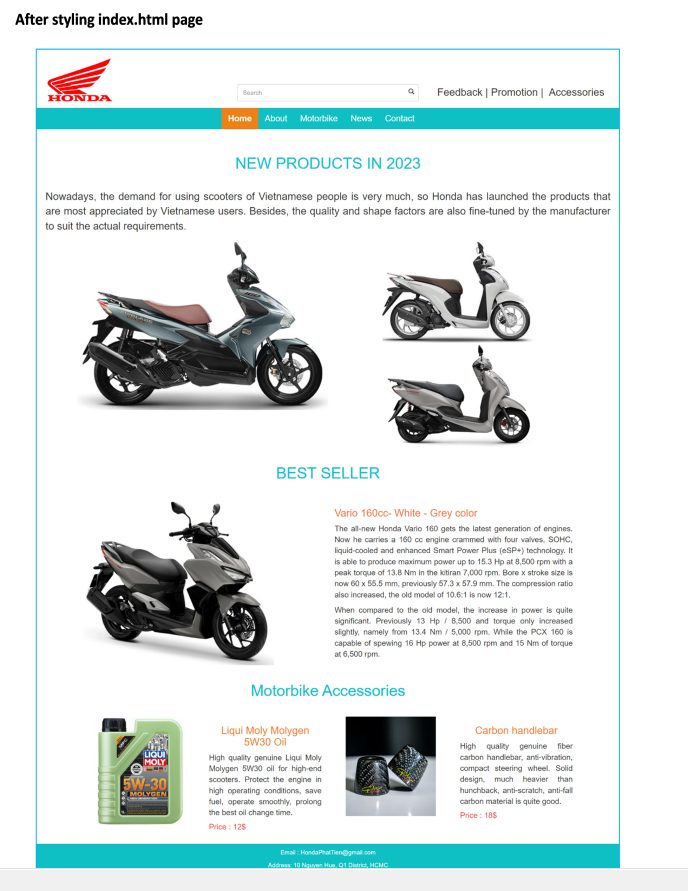 After styling index.html page
HONDA
Search
Feedback | Promotion | Accessories
Home About Motorbike News Contact
NEW PRODUCTS IN 2023
Nowadays, the demand for using scooters of Vietnamese people is very much, so Honda has launched the products that
are most appreciated by Vietnamese users. Besides, the quality and shape factors are also fine-tuned by the manufacturer
to suit the actual requirements.
BEST SELLER
Vario 160cc- White - Grey color
The all-new Honda Vario 160 gets the latest generation of engines.
Now he carries a 160 cc engine crammed with four valves, SOHC,
liquid-cooled and enhanced Smart Power Plus (eSP+) technology. It
is able to produce maximum power up to 15.3 Hp at 8,500 rpm with a
peak torque of 13.8 Nm in the kitiran 7,000 rpm. Bore x stroke size is
now 60 x 55.5 mm, previously 57.3 x 57.9 mm. The compression ratio
also increased, the old model of 10.6:1 is now 12:1.
When compared to the old model, the increase in power is quite
significant. Previously 13 Hp / 8,500 and torque only increased
slightly, namely from 13.4 Nm / 5,000 rpm. While the PCX 160 is
capable of spewing 16 Hp power at 8,500 rpm and 15 Nm of torque
at 6,500 rpm.
Motorbike Accessories
LIQUI
MOLY
5W-30
MOLYGEN
Liqui Moly Molygen
5W30 Oil
High quality genuine Liqui Moly
Molygen 5W30 oil for high-end
scooters. Protect the engine in
high operating conditions, save
fuel, operate smoothly, prolong
the best oil change time.
Price : 12$
Carbon handlebar
High quality genuine fiber
carbon handlebar, anti-vibration,
compact steering wheel. Solid
design, much heavier than
hunchback, anti-scratch, anti-fall
carbon material is quite good.
Price : 18$
Email : HondaPhatTien@gmail.com
Address: 10 Nguyen Hue, Q1 District, HCMC